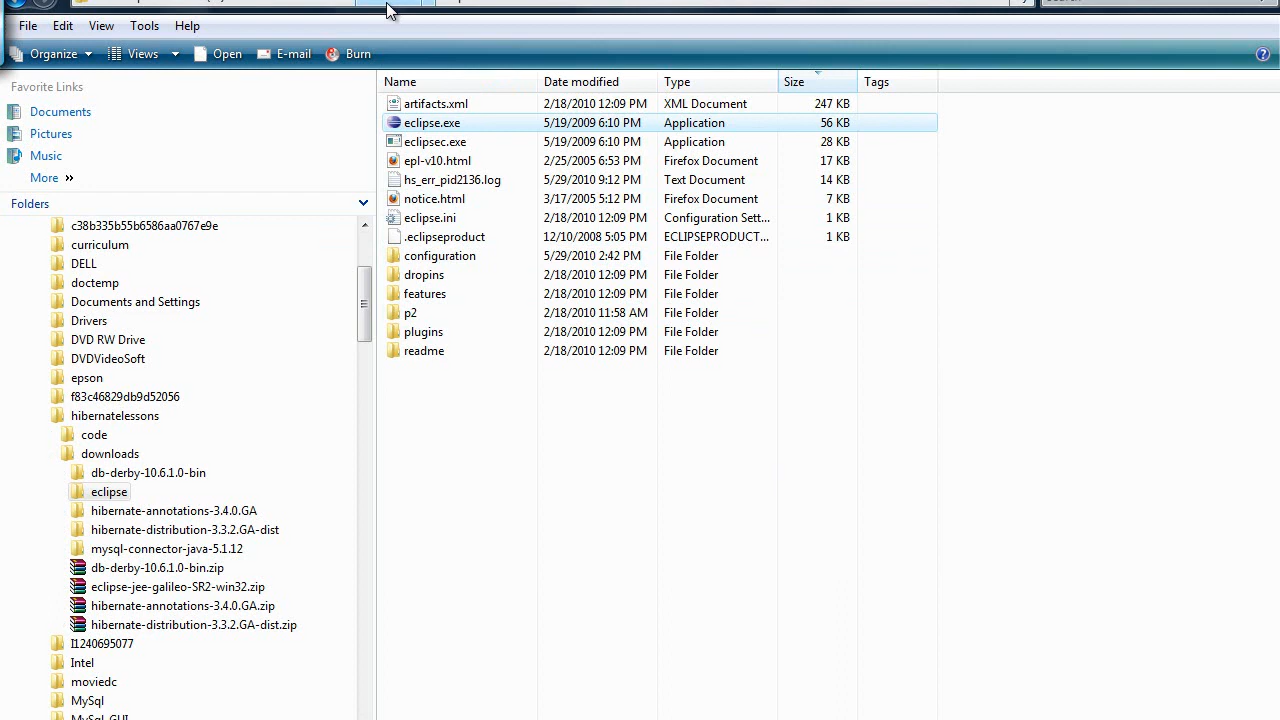 File Edit View Tools Help
Organize Views Open E-mail Burn
Favorite Links
Documents
Pictures
Music
More »
Folders
c38b335b55b6586aa0767e9e
curriculum
DELL
doctemp
Documents and Settings
Drivers
DVD RW Drive
DVDVideoSoft
epson
f83c46829db9d52056
hibernatelessons
code
downloads
db-derby-10.6.1.0-bin
eclipse
hibernate-annotations-3.4.0.GA
hibernate-distribution-3.3.2.GA-dist
mysql-connector-java-5.1.12
db-derby-10.6.1.0-bin.zip
eclipse-jee-galileo-SR2-win32.zip
hibernate-annotations-3.4.0.GA.zip
hibernate-distribution-3.3.2.GA-dist.zip
I1240695077
Intel
moviedc
MySql
MySql GUI
Name Date modified Type Size Tags
artifacts.xml 2/18/2010 12:09 PM XML Document 247 KB
eclipse.exe 5/19/2009 6:10 PM Application 56 KB
eclipsec.exe 5/19/2009 6:10 PM Application 28 KB
epl-v10.html 2/25/2005 6:53 PM Firefox Document 17 KB
hs_err_pid2136.log 5/29/2010 9:12 PM Text Document 14 KB
notice.html 3/17/2005 5:12 PM Firefox Document 7 KB
eclipse.ini 2/18/2010 12:09 PM Configuration Sett... 1 KB
.eclipseproduct 12/10/2008 5:05 PM ECLIPSEPRODUCT... 1 KB
configuration 5/29/2010 2:42 PM File Folder
dropins 2/18/2010 12:09 PM File Folder
features 2/18/2010 12:09 PM File Folder
p2 2/18/2010 11:58 AM File Folder
plugins 2/18/2010 12:09 PM File Folder
readme 2/18/2010 12:09 PM File Folder